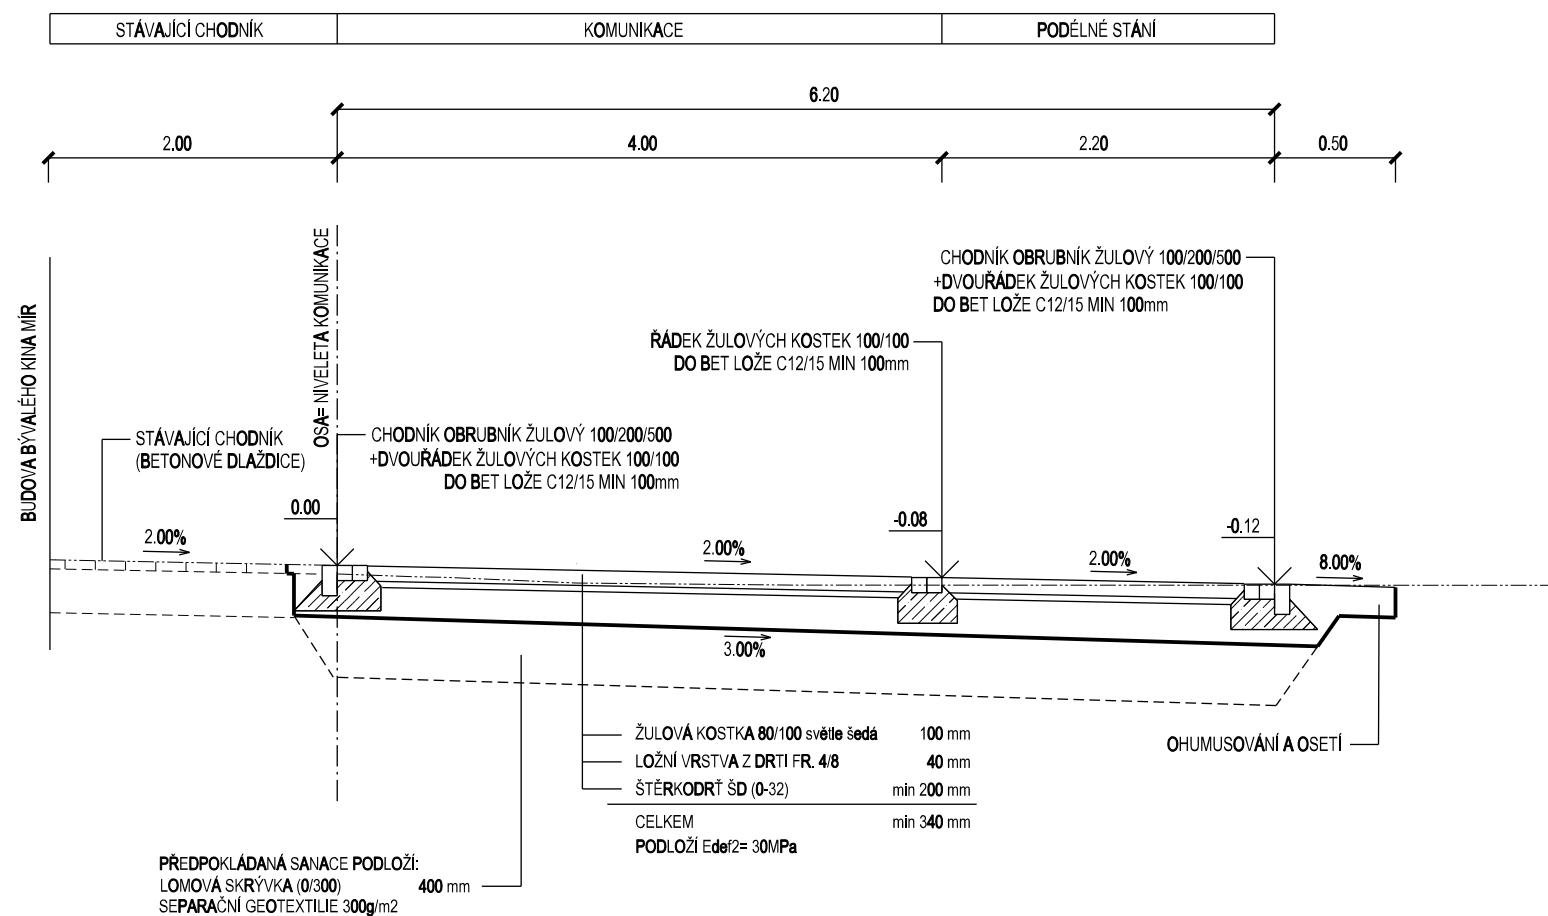 STÁVAJÍCÍ CHODNÍK
KOMUNIKACE
PODÉLNÉ STÁNÍ
6.20
2.00
4.00
2.20
0.50
BUDOVA BÝVALÉHO KINA MÍR
OSA= NIVELETA KOMUNIKACE
CHODNÍK OBRUBNÍK ŽULOVÝ 100/200/500
+DVOUŘÁDEK ŽULOVÝCH KOSTEK 100/100
DO BET LOŽE C12/15 MIN 100mm
ŘÁDEK ŽULOVÝCH KOSTEK 100/100
DO BET LOŽE C12/15 MIN 100mm
STÁVAJÍCÍ CHODNÍK
(BETONOVÉ DLAŽDICE)
CHODNÍK OBRUBNÍK ŽULOVÝ 100/200/500
+DVOUŘÁDEK ŽULOVÝCH KOSTEK 100/100
DO BET LOŽE C12/15 MIN 100mm
0.00
-0.08
-0.12
2.00%
2.00%
2.00%
8.00%
3.00%
ŽULOVÁ KOSTKA 80/100 světle šedá 100 mm
LOŽNÍ VRSTVA Z DRTI FR. 4/8 40 mm
ŠTĚRKODRŤ ŠD (0-32) min 200 mm
CELKEM min 340 mm
PODLOŽÍ Edef2= 30MPa
OHUMUSOVÁNÍ A OSETÍ
PŘEDPOKLÁDANÁ SANACE PODLOŽÍ:
LOMOVÁ SKRÝVKA (0/300) 400 mm
SEPARAČNÍ GEOTEXTILIE 300g/m2